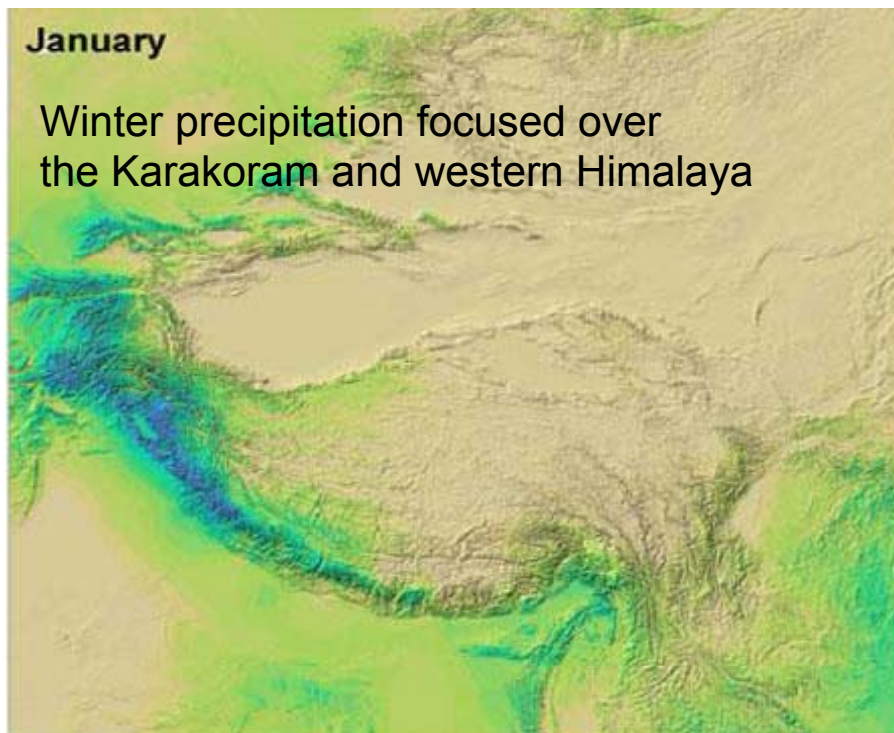 January
Winter precipitation focused over
the Karakoram and western Himalaya